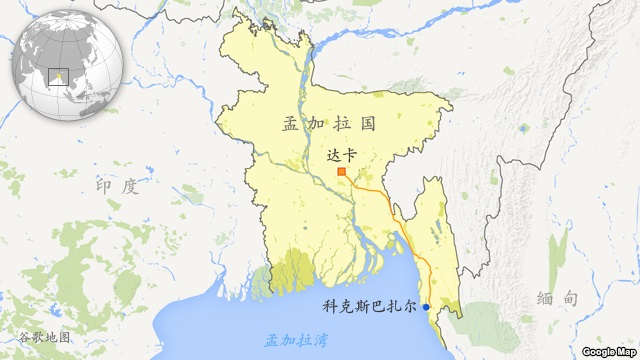 孟加拉国
达卡
印度
科克斯巴扎尔
缅甸
谷歌地图
孟加拉湾
Google Map